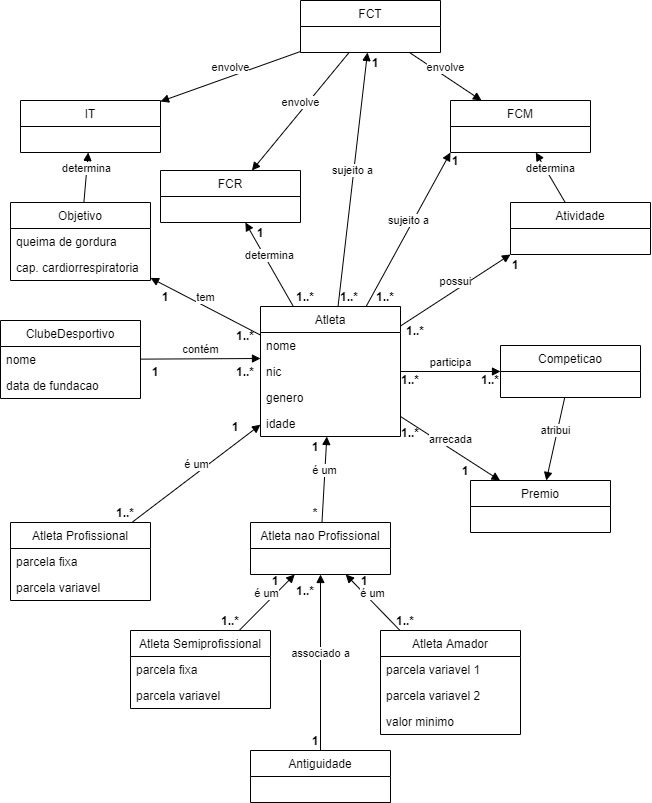 FCT
1
envolve
envolve
envolve
IT
FCM
1
determina
sujeito a
determina
FCR
1
sujeito a
Objetivo
queima de gordura
cap. cardiorrespiratoria
Atividade
1
determina
possui
1
tem
1..*
1..*
1..*
1..*
1..*
Atleta
nome
nic
genero
idade
ClubeDesportivo
nome
data de fundacao
contém
1
1..*
participa
1..*
1..*
Competicao
atribui
1..*
arrecada
1
Premio
1
é um
1..*
1
é um
*
Atleta Profissional
parcela fixa
parcela variavel
Atleta nao Profissional
1
1..*
1
é um
é um
1..*
1..*
Atleta Semiprofissional
parcela fixa
parcela variavel
associado a
1
Atleta Amador
parcela variavel 1
parcela variavel 2
valor minimo
Antiguidade